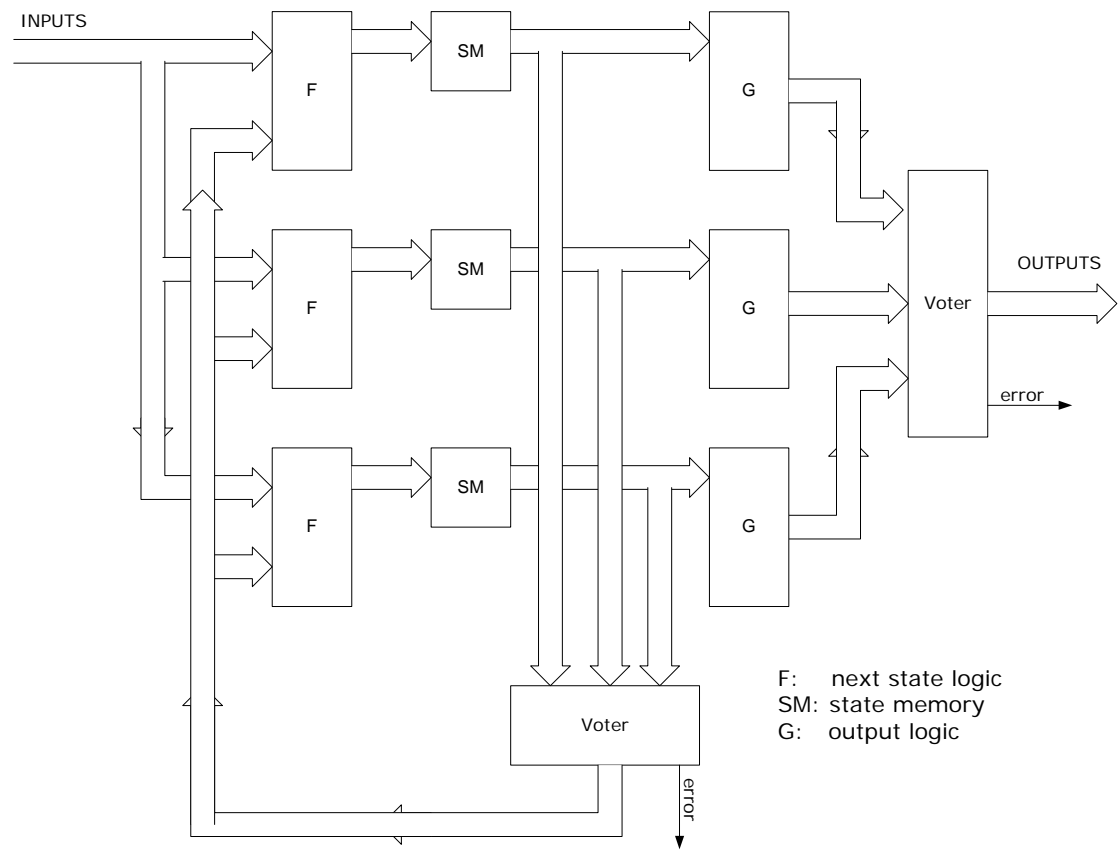 INPUTS
F
SM
G
F
SM
G
OUTPUTS
Voter
error
F
SM
G
F: next state logic
SM: state memory
G: output logic
Voter
error